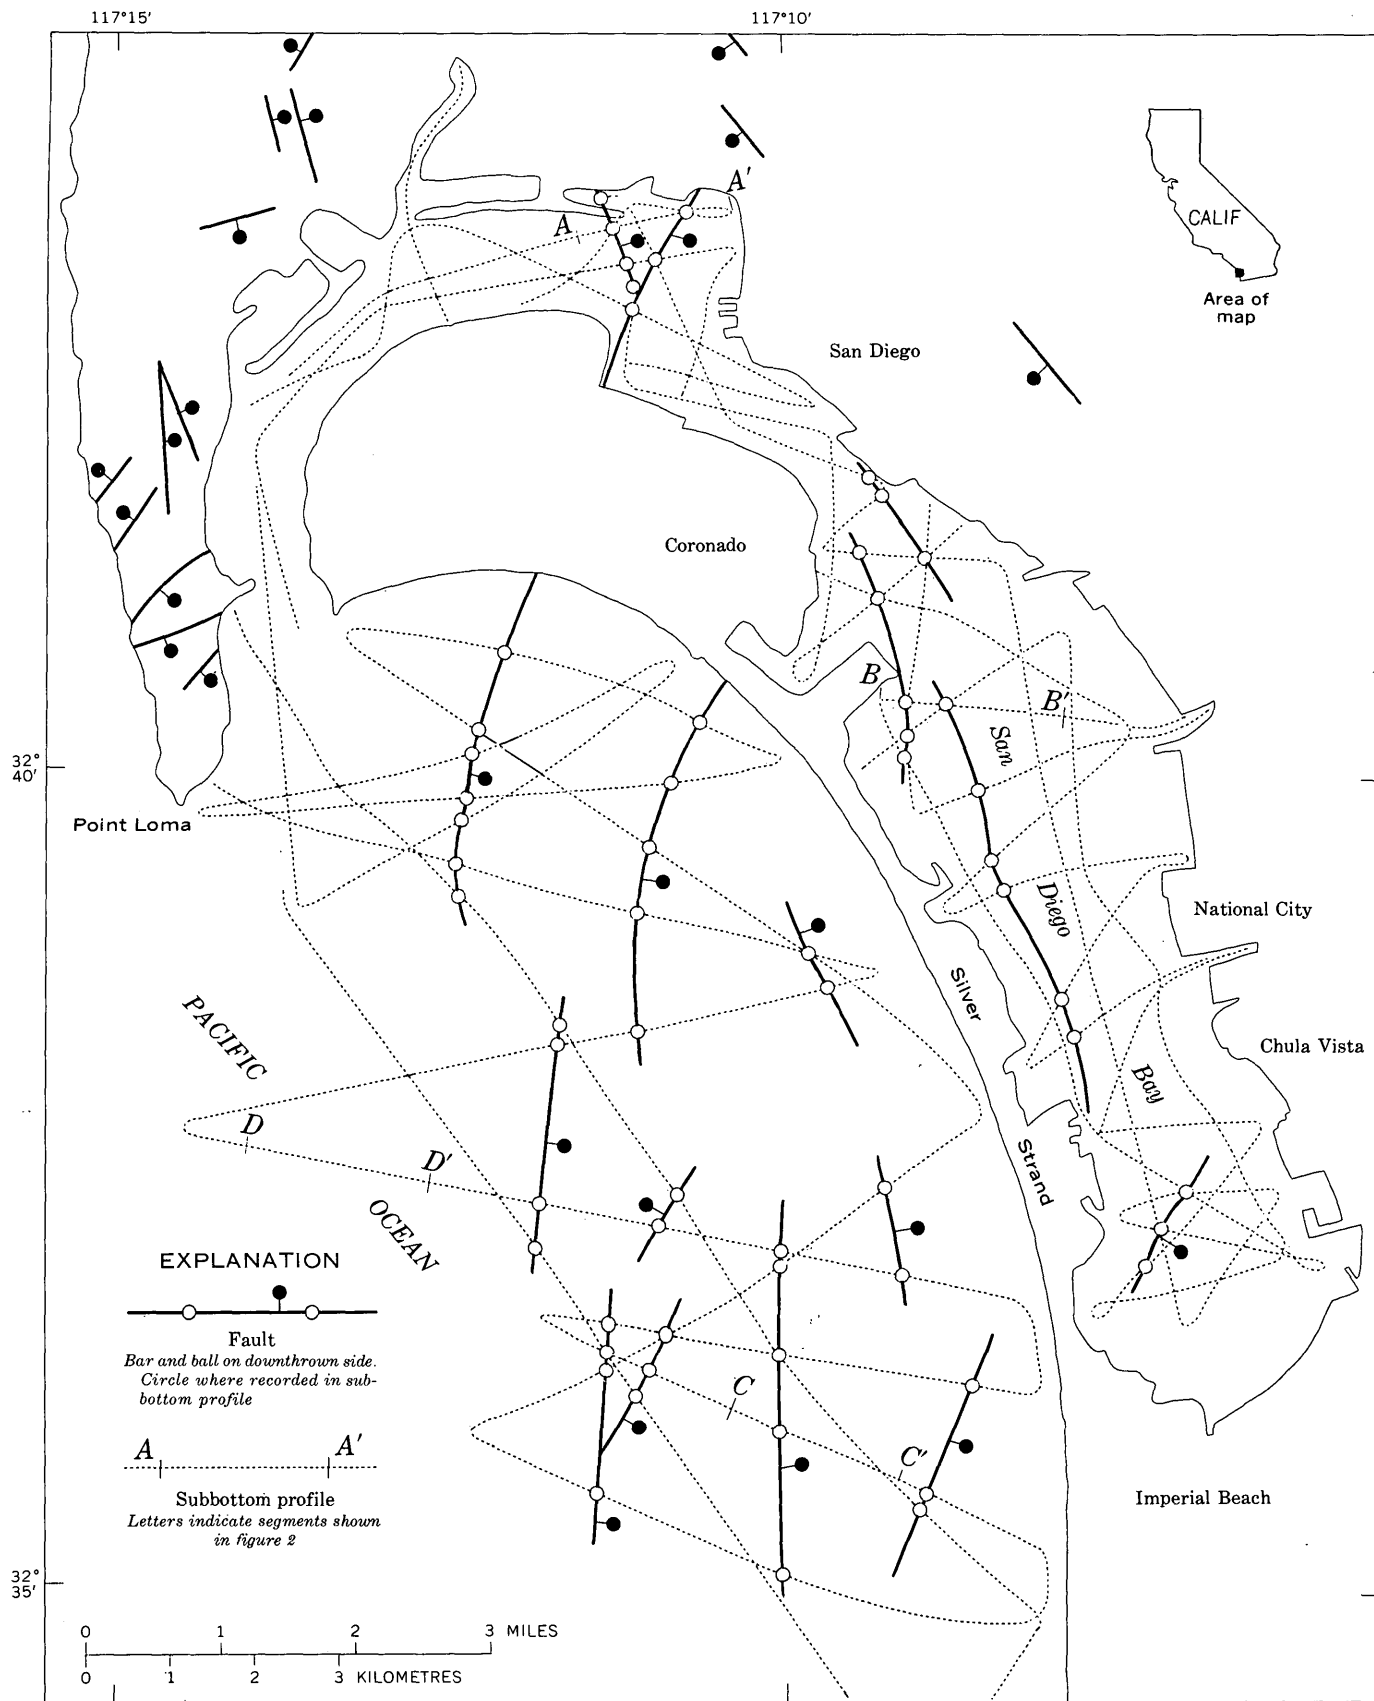 117°15′
117°10′
A
A′
CALIF
Area of
map
San Diego
Coronado
B
B′
San
32°
40′
Point Loma
Diego
National City
Silver
PACIFIC
Chula Vista
Bay
D
D′
Strand
OCEAN
EXPLANATION
Fault
Bar and ball on downthrown side.
Circle where recorded in sub-
bottom profile
C
C′
A
A′
Subbottom profile
Letters indicate segments shown
in figure 2
Imperial Beach
32°
35′
0 1 2 3 MILES
0 1 2 3 KILOMETRES